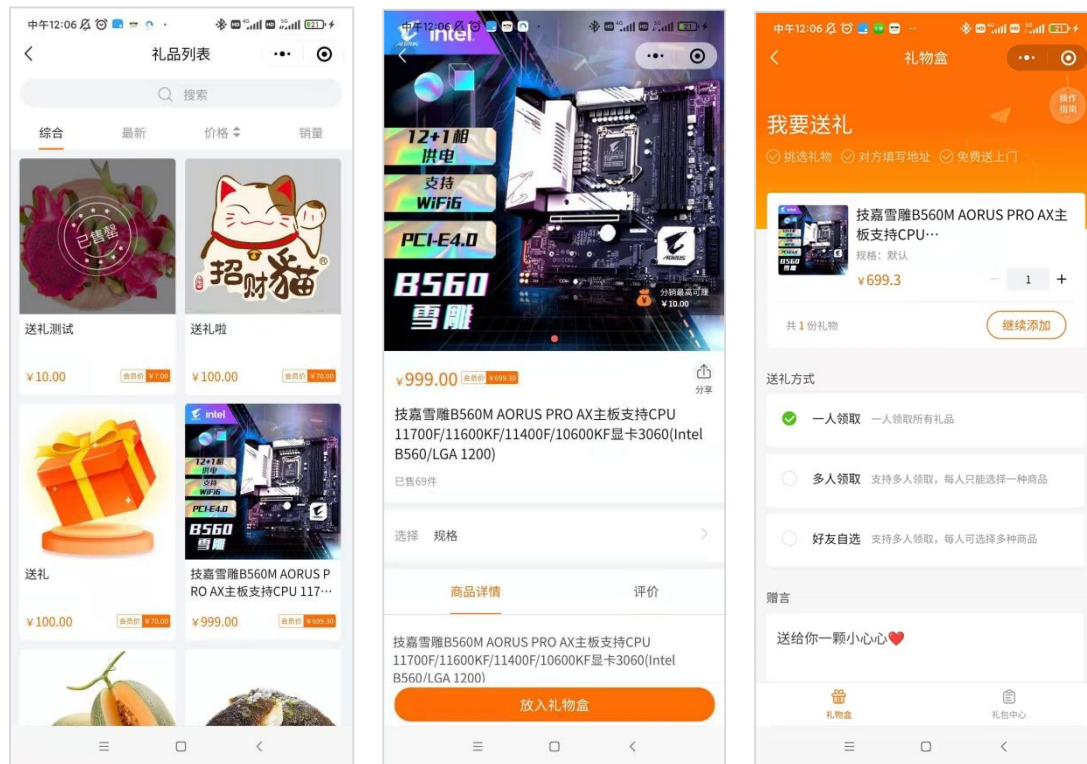 中午12:06
21
礼品列表
搜索
综合
最新
价格
销量
已售罄
招财猫
送礼测试
送礼啦
￥10.00
会员价 ￥7.00
￥100.00
会员价 ￥70.00
intel
12+1相
供电
支持
WiFi6
PCI-E4.0
B560
雪雕
送礼
技嘉雪雕B560M AORUS P
RO AX主板支持CPU 117…
￥100.00
会员价 ￥70.00
￥999.00
会员价 ￥699.30
中午12:06
intel
AORUS
12+1相
供电
支持
WiFi6
PCI-E4.0
B560
雪雕
AORUS
分销最高可赚
￥10.00
￥999.00
会员价 ￥699.30
分享
技嘉雪雕B560M AORUS PRO AX主板支持CPU
11700F/11600KF/11400F/10600KF显卡3060(Intel
B560/LGA 1200)
已售69件
选择 规格
商品详情
评价
技嘉雪雕B560M AORUS PRO AX主板支持CPU
11700F/11600KF/11400F/10600KF显卡3060(Intel
B560/LGA 1200)
放入礼物盒
中午12:06
21
礼物盒
操作
指南
我要送礼
挑选礼物 对方填写地址 免费送上门
技嘉雪雕B560M AORUS PRO AX主
板支持CPU…
规格：默认
￥699.3
1
共 1 份礼物
继续添加
送礼方式
一人领取 一人领取所有礼品
多人领取 支持多人领取，每人只能选择一种商品
好友自选 支持多人领取，每人可选择多种商品
赠言
送给你一颗小心心❤
礼物盒
礼包中心